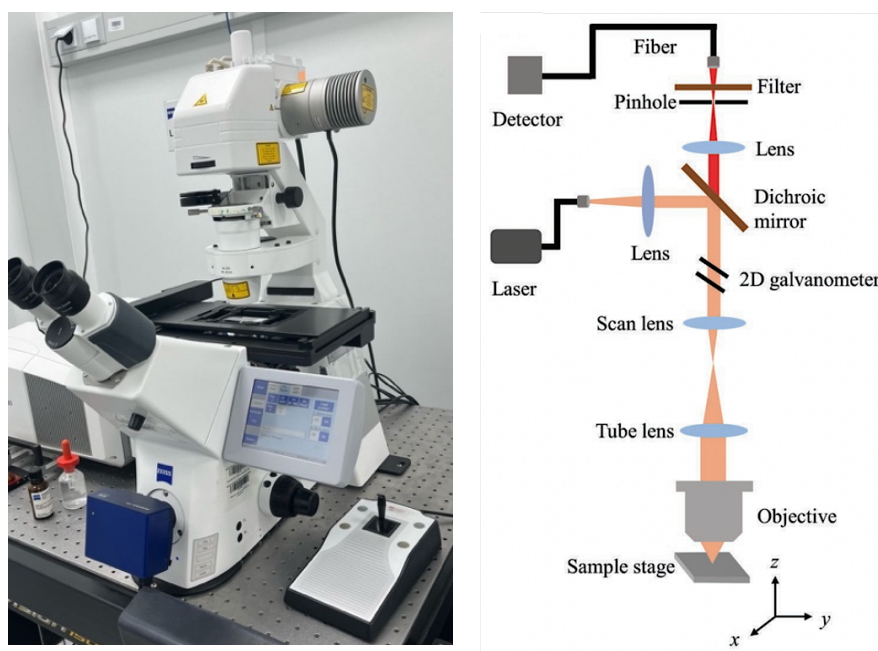 ZEISS
Fiber
Filter
Pinhole
Detector
Lens
Dichroic
mirror
Lens
Laser
2D galvanometer
Scan lens
Tube lens
Objective
Sample stage
z
y
x